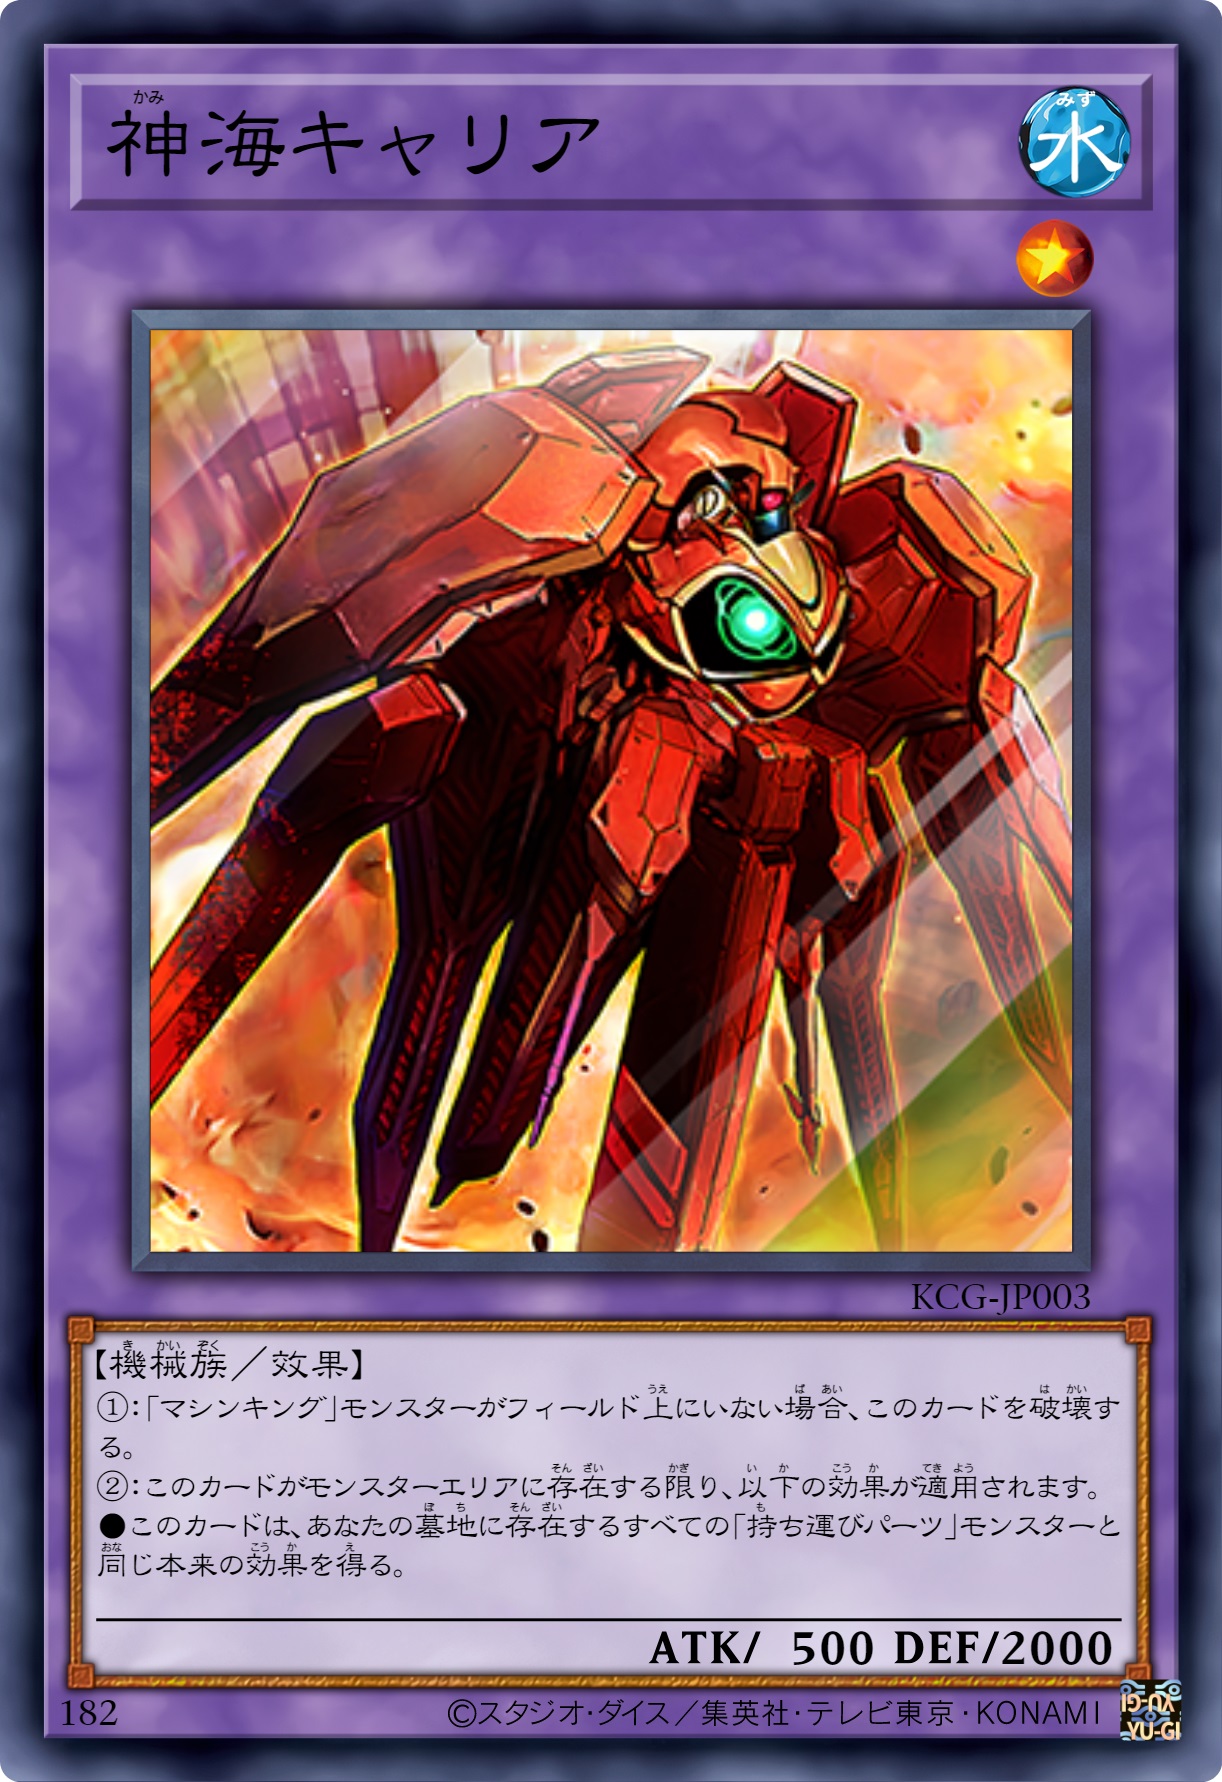 神海キャリア
水
KCG-JP003
【機械族／効果】
①：「マシンキング」モンスターがフィールド上にいない場合、このカードを破壊す
る。
②：このカードがモンスターエリアに存在する限り、以下の効果が適用されます。
●このカードは、あなたの墓地に存在するすべての「持ち運びパーツ」モンスターと
同じ本来の効果を得る。
ATK/ 500 DEF/2000
182
©スタジオ・ダイス／集英社・テレビ東京・KONAMI
YU-GI
YU-GI